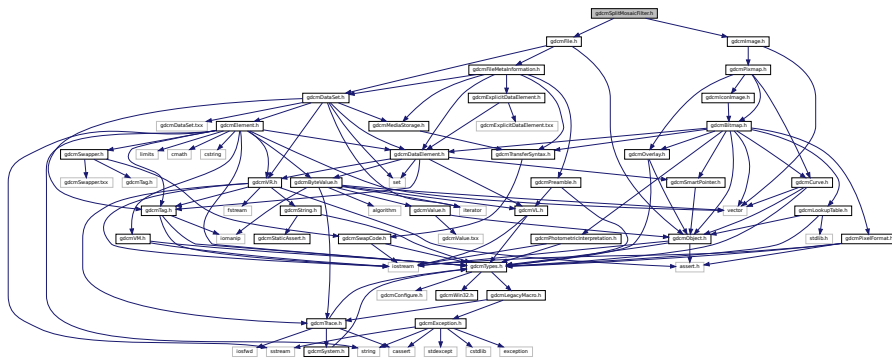 gdcmSplitMosaicFilter.h
gdcmFile.h
gdcmImage.h
gdcmFileMetaInformation.h
gdcmPixmap.h
gdcmDataSet.h
gdcmExplicitDataElement.h
gdcmIconImage.h
gdcmDataSet.txx
gdcmElement.h
gdcmMediaStorage.h
gdcmExplicitDataElement.txx
gdcmBitmap.h
gdcmSwapper.h
limits
cmath
cstring
gdcmDataElement.h
gdcmTransferSyntax.h
gdcmOverlay.h
gdcmSwapper.txx
gdcmTag.h
gdcmVR.h
gdcmByteValue.h
set
gdcmPreamble.h
gdcmSmartPointer.h
gdcmCurve.h
gdcmTag.h
fstream
gdcmString.h
algorithm
gdcmValue.h
iterator
gdcmVL.h
vector
gdcmLookupTable.h
gdcmVM.h
iomanip
gdcmStaticAssert.h
gdcmSwapCode.h
gdcmValue.txx
gdcmPhotometricInterpretation.h
gdcmObject.h
stdlib.h
gdcmPixelFormat.h
iostream
gdcmTypes.h
assert.h
gdcmConfigure.h
gdcmWin32.h
gdcmLegacyMacro.h
gdcmTrace.h
gdcmException.h
iosfwd
sstream
gdcmSystem.h
string
cassert
stdexcept
cstdlib
exception